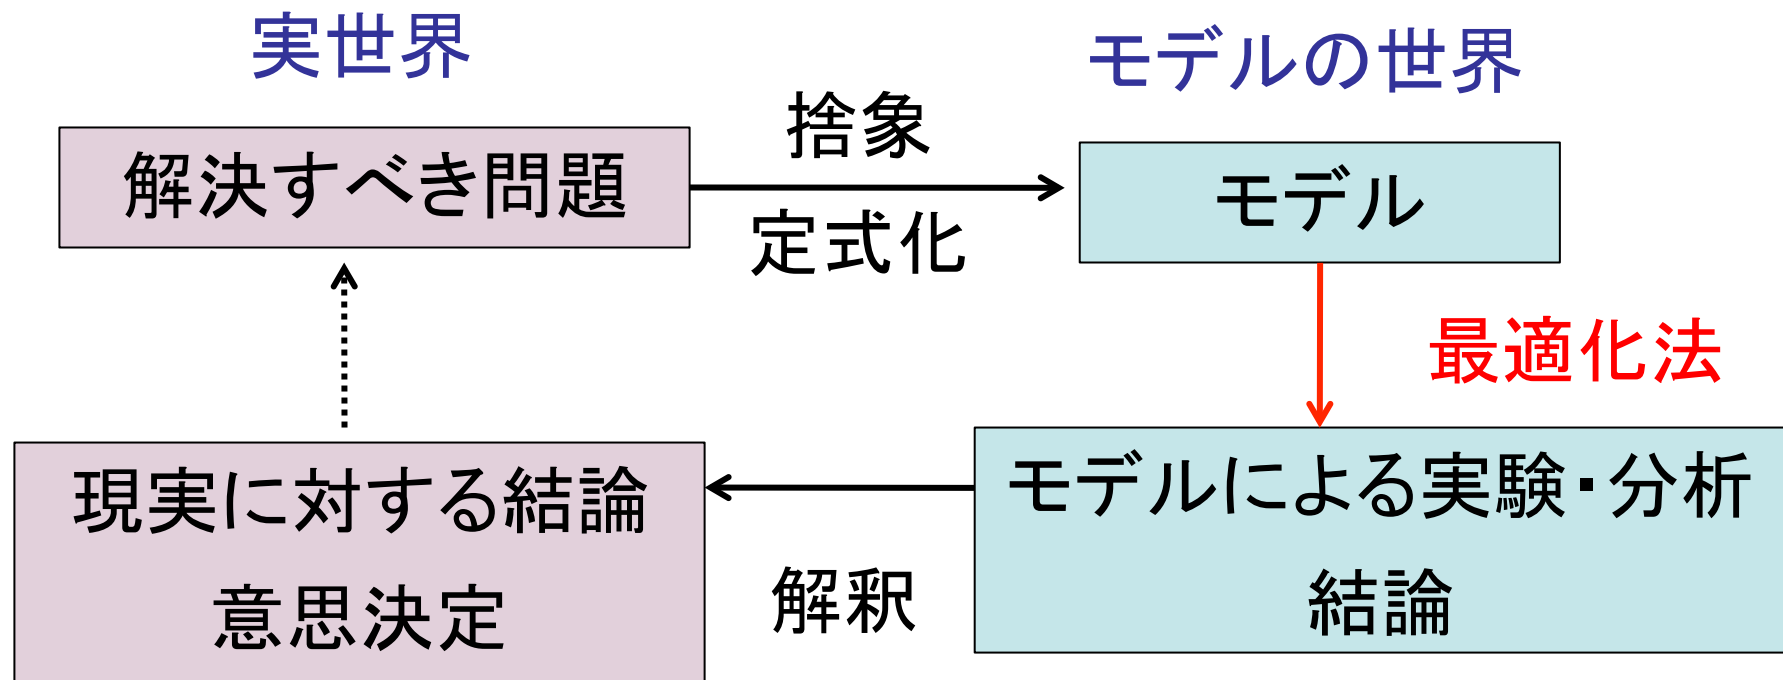 実世界
モデルの世界
捨象
解決すべき問題
モデル
定式化
最適化法
現実に対する結論
意思決定
モデルによる実験・分析
結論
解釈